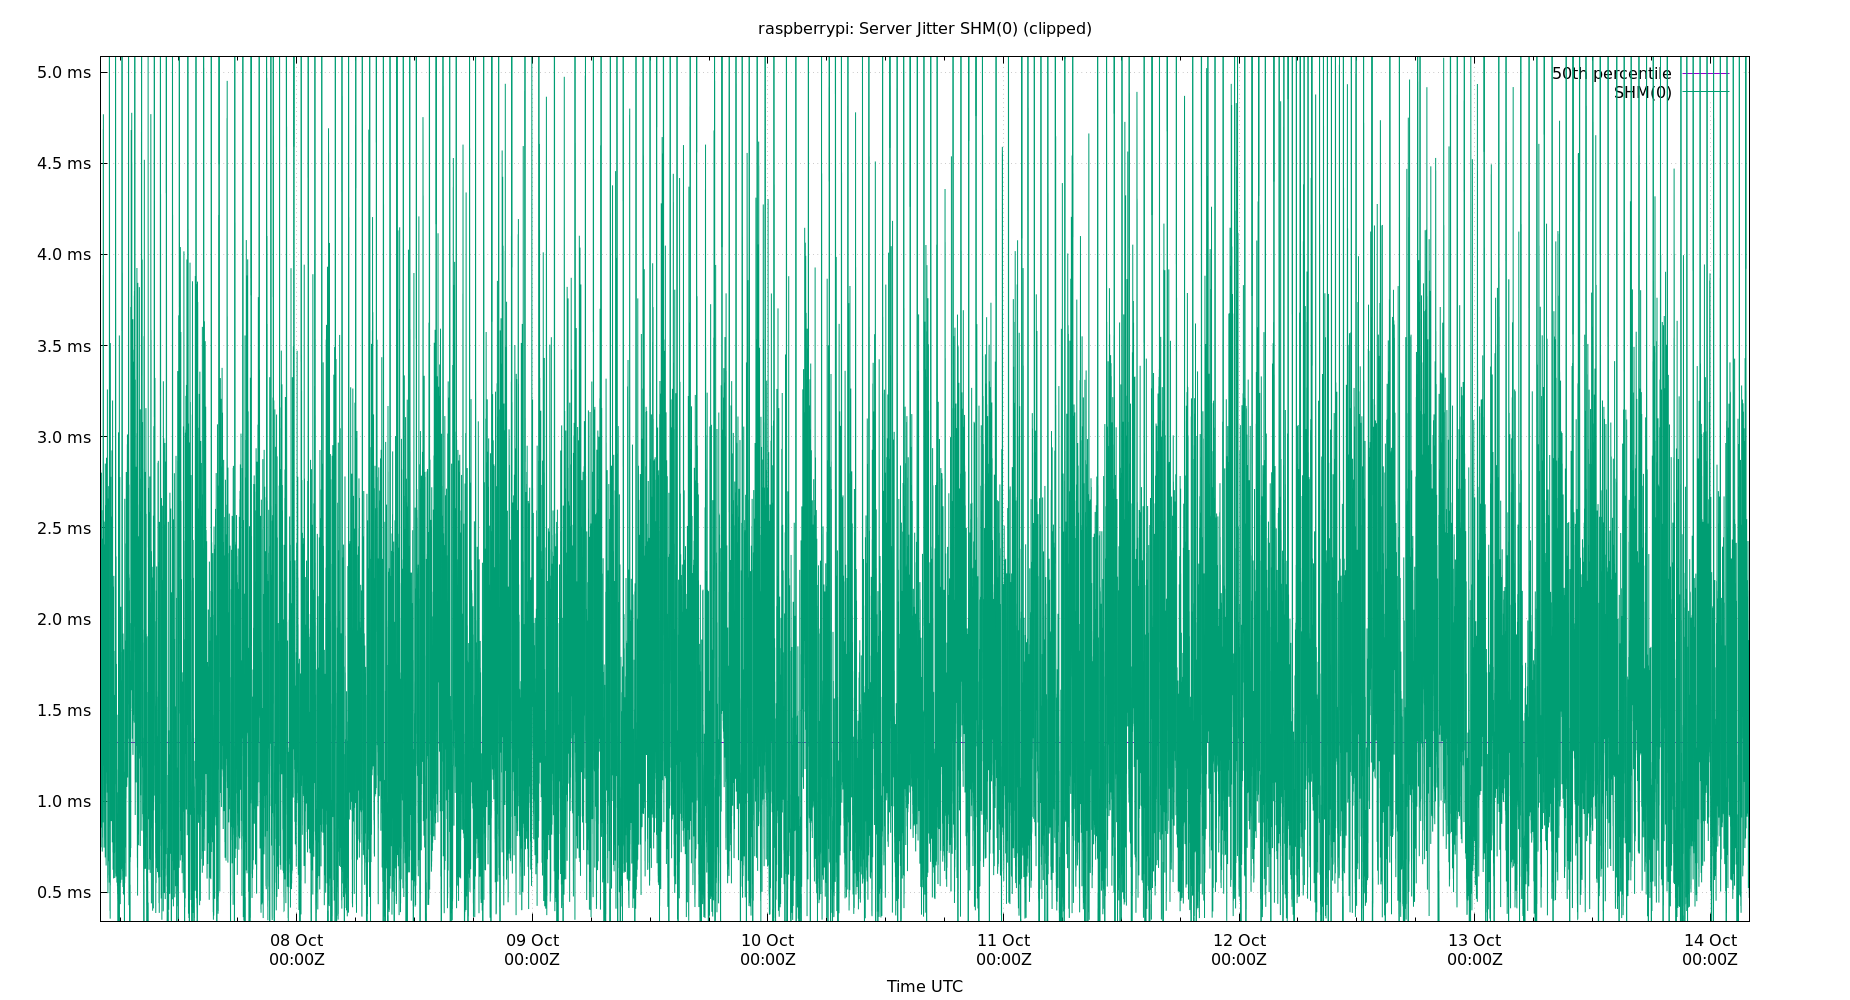 raspberrypi: Server Jitter SHM(0) (clipped)
5.0 ms
50th percentile
SHM(0)
4.5 ms
4.0 ms
3.5 ms
3.0 ms
2.5 ms
2.0 ms
1.5 ms
1.0 ms
0.5 ms
08 Oct 09 Oct 10 Oct 11 Oct 12 Oct 13 Oct 14 Oct
00:00Z 00:00Z 00:00Z 00:00Z 00:00Z 00:00Z 00:00Z
Time UTC